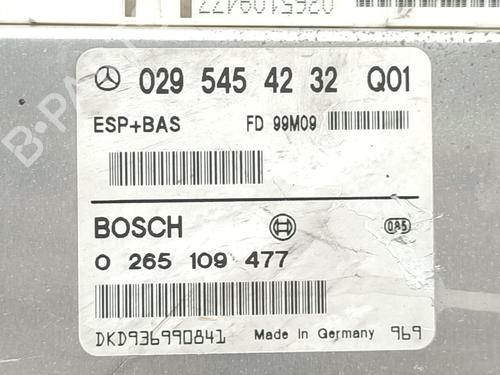 0265109477
029 545 42 32 Q01
ESP+BAS FD 99M09
BOSCH 085
0 265 109 477
DKD936990841 Made in Germany 969
B-PARTS